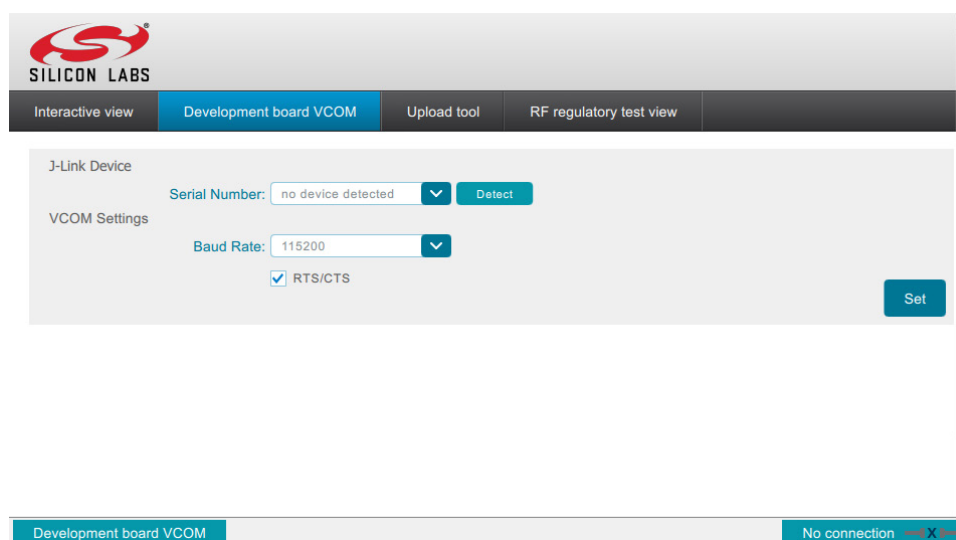 SILICON LABS
Interactive view Development board VCOM Upload tool RF regulatory test view
J-Link Device
Serial Number: no device detected Detect
VCOM Settings
Baud Rate: 115200
RTS/CTS
Set
Development board VCOM No connection X